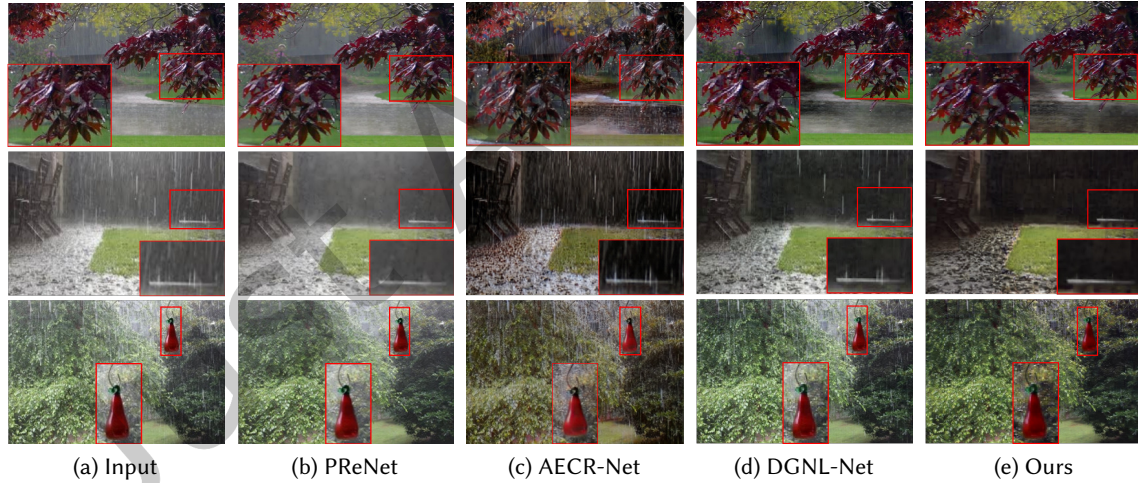 (a) Input
(b) PReNet
(c) AECR-Net
(d) DGNL-Net
(e) Ours